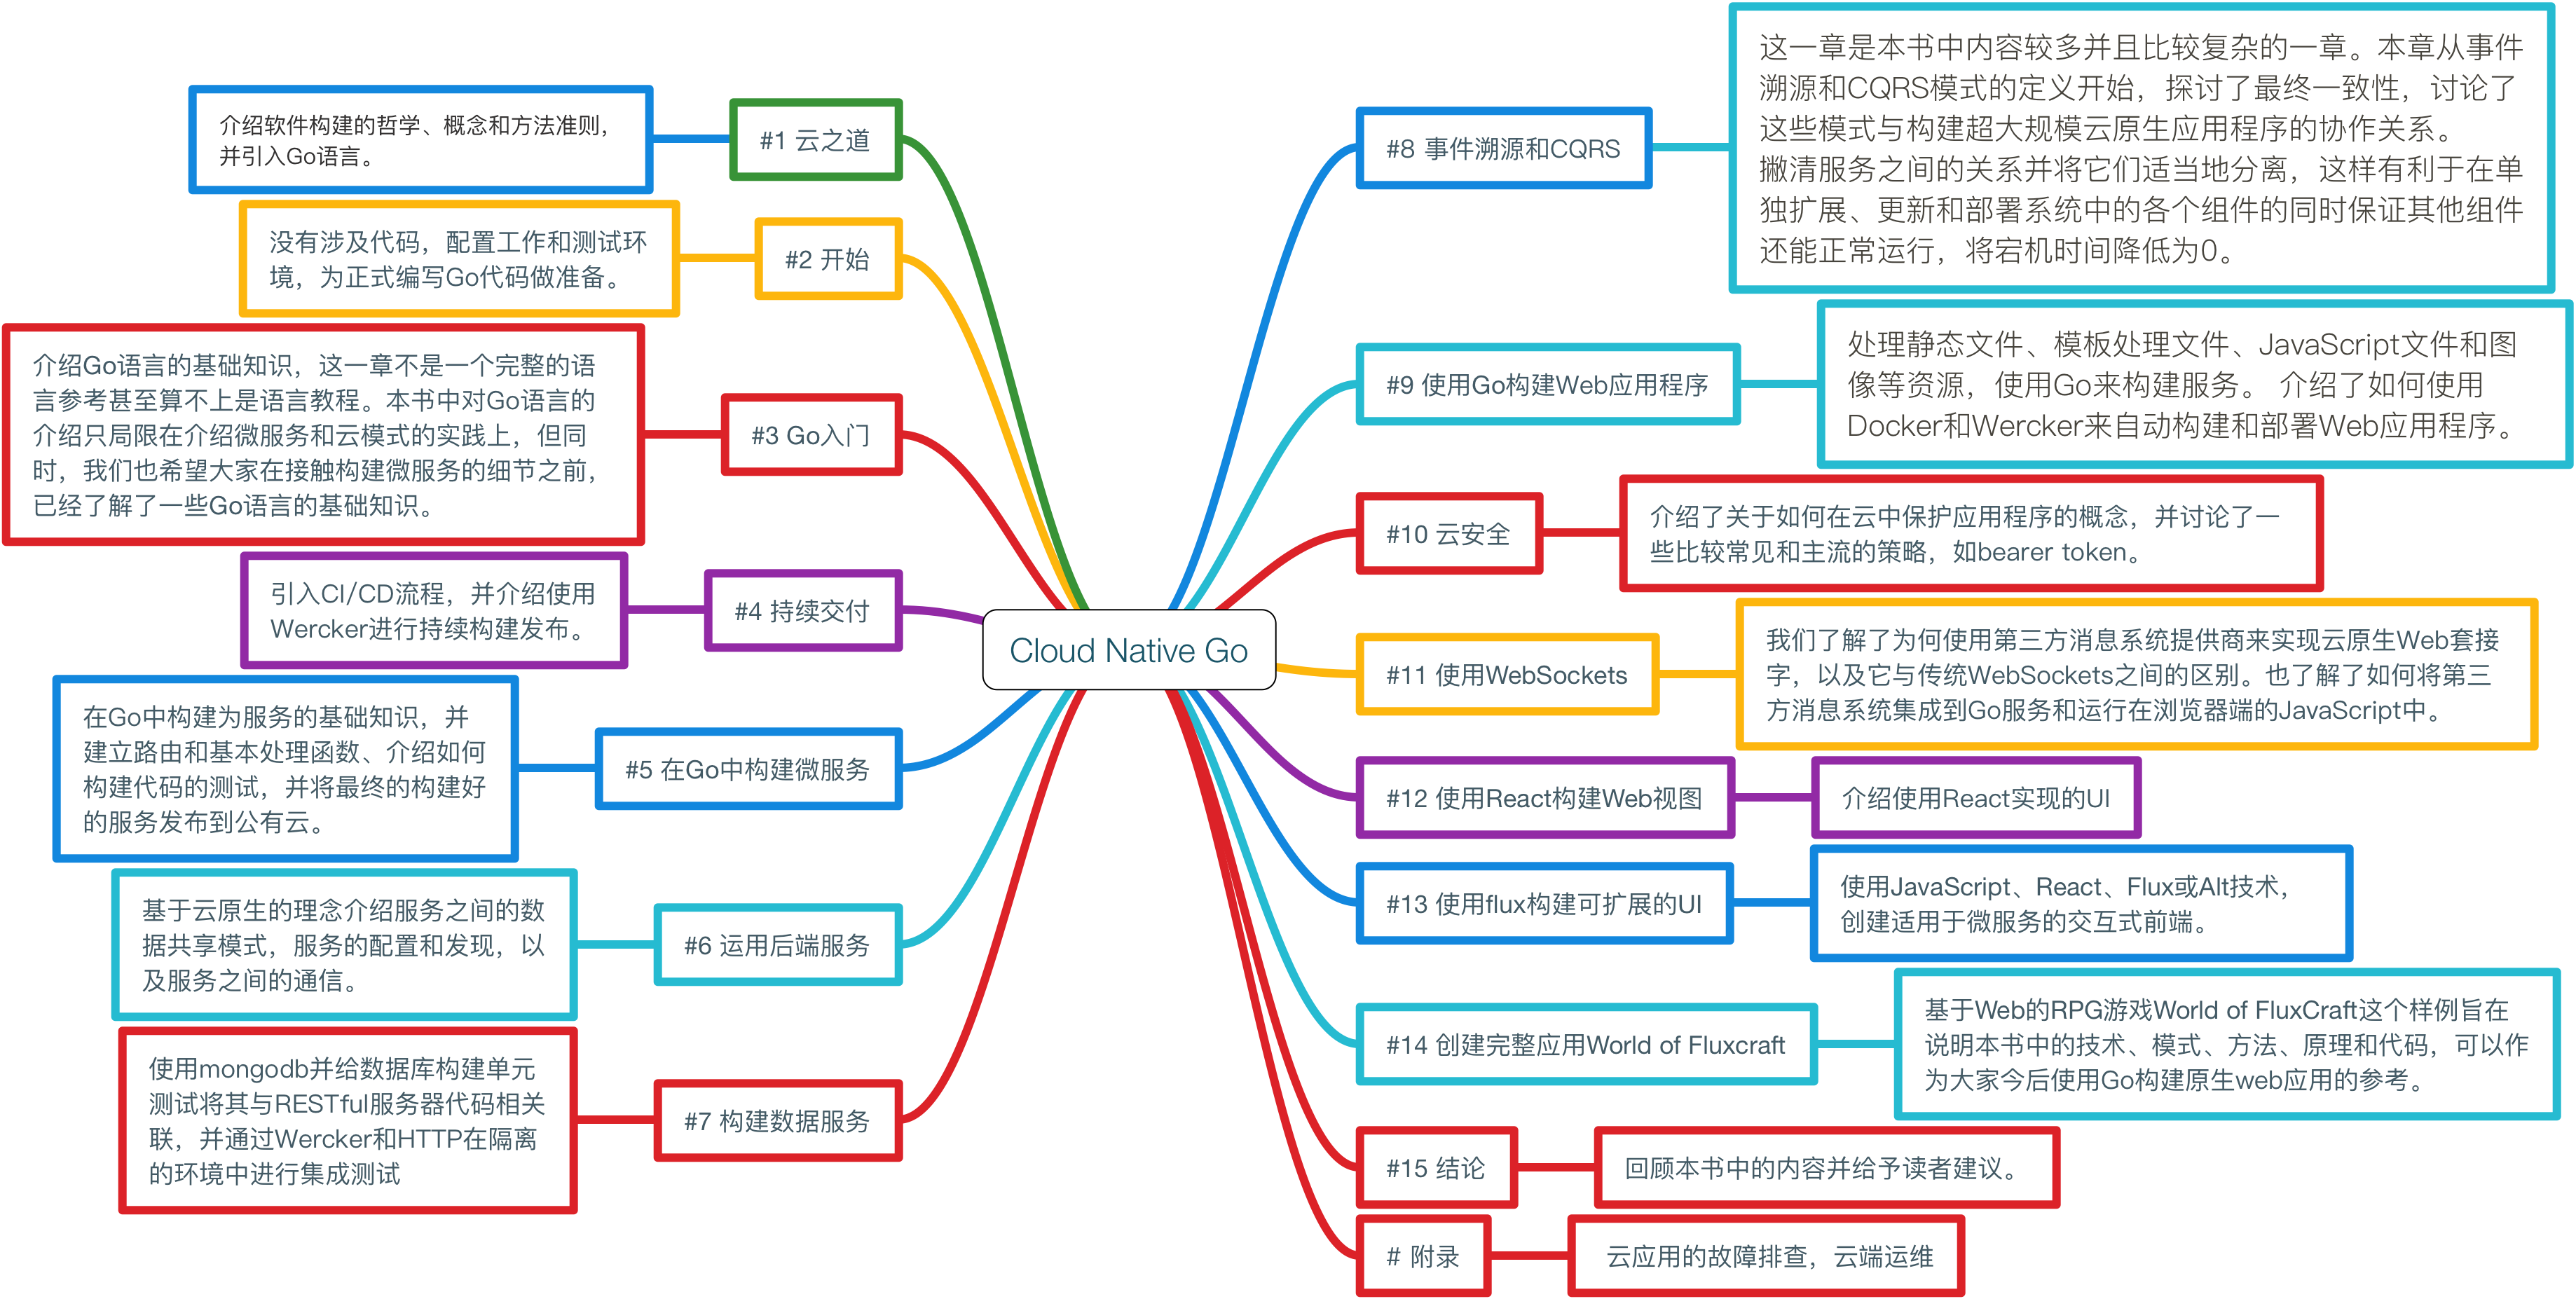 Cloud Native Go
#1 云之道
介绍软件构建的哲学、概念和方法准则，
并引入Go语言。
#2 开始
没有涉及代码，配置工作和测试环
境，为正式编写Go代码做准备。
#3 Go入门
介绍Go语言的基础知识，这一章不是一个完整的语
言参考甚至算不上是语言教程。本书中对Go语言的
介绍只局限在介绍微服务和云模式的实践上，但同
时，我们也希望大家在接触构建微服务的细节之前，
已经了解了一些Go语言的基础知识。
#4 持续交付
引入CI/CD流程，并介绍使用
Wercker进行持续构建发布。
#5 在Go中构建微服务
在Go中构建为服务的基础知识，并
建立路由和基本处理函数、介绍如何
构建代码的测试，并将最终的构建好
的服务发布到公有云。
#6 运用后端服务
基于云原生的理念介绍服务之间的数
据共享模式，服务的配置和发现，以
及服务之间的通信。
#7 构建数据服务
使用mongodb并给数据库构建单元
测试将其与RESTful服务器代码相关
联，并通过Wercker和HTTP在隔离
的环境中进行集成测试
#8 事件溯源和CQRS
这一章是本书中内容较多并且比较复杂的一章。本章从事件
溯源和CQRS模式的定义开始，探讨了最终一致性，讨论了
这些模式与构建超大规模云原生应用程序的协作关系。
撇清服务之间的关系并将它们适当地分离，这样有利于在单
独扩展、更新和部署系统中的各个组件的同时保证其他组件
还能正常运行，将宕机时间降低为0。
#9 使用Go构建Web应用程序
处理静态文件、模板处理文件、JavaScript文件和图
像等资源，使用Go来构建服务。 介绍了如何使用
Docker和Wercker来自动构建和部署Web应用程序。
#10 云安全
介绍了关于如何在云中保护应用程序的概念，并讨论了一
些比较常见和主流的策略，如bearer token。
#11 使用WebSockets
我们了解了为何使用第三方消息系统提供商来实现云原生Web套接
字，以及它与传统WebSockets之间的区别。也了解了如何将第三
方消息系统集成到Go服务和运行在浏览器端的JavaScript中。
#12 使用React构建Web视图
介绍使用React实现的UI
#13 使用flux构建可扩展的UI
使用JavaScript、React、Flux或Alt技术，
创建适用于微服务的交互式前端。
#14 创建完整应用World of Fluxcraft
基于Web的RPG游戏World of FluxCraft这个样例旨在
说明本书中的技术、模式、方法、原理和代码，可以作
为大家今后使用Go构建原生web应用的参考。
#15 结论
回顾本书中的内容并给予读者建议。
# 附录
云应用的故障排查，云端运维